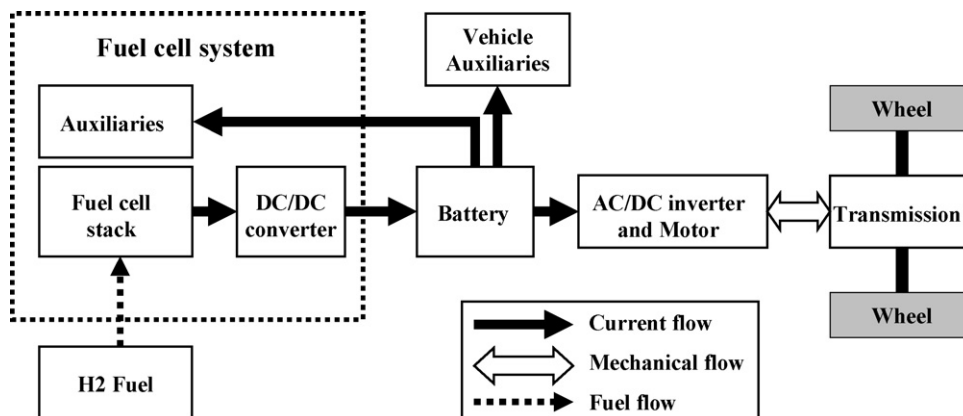 Fuel cell system
Vehicle
Auxiliaries
Auxiliaries
Wheel
Fuel cell
stack
DC/DC
converter
Battery
AC/DC inverter
and Motor
Transmission
Wheel
H2 Fuel
Current flow
Mechanical flow
Fuel flow